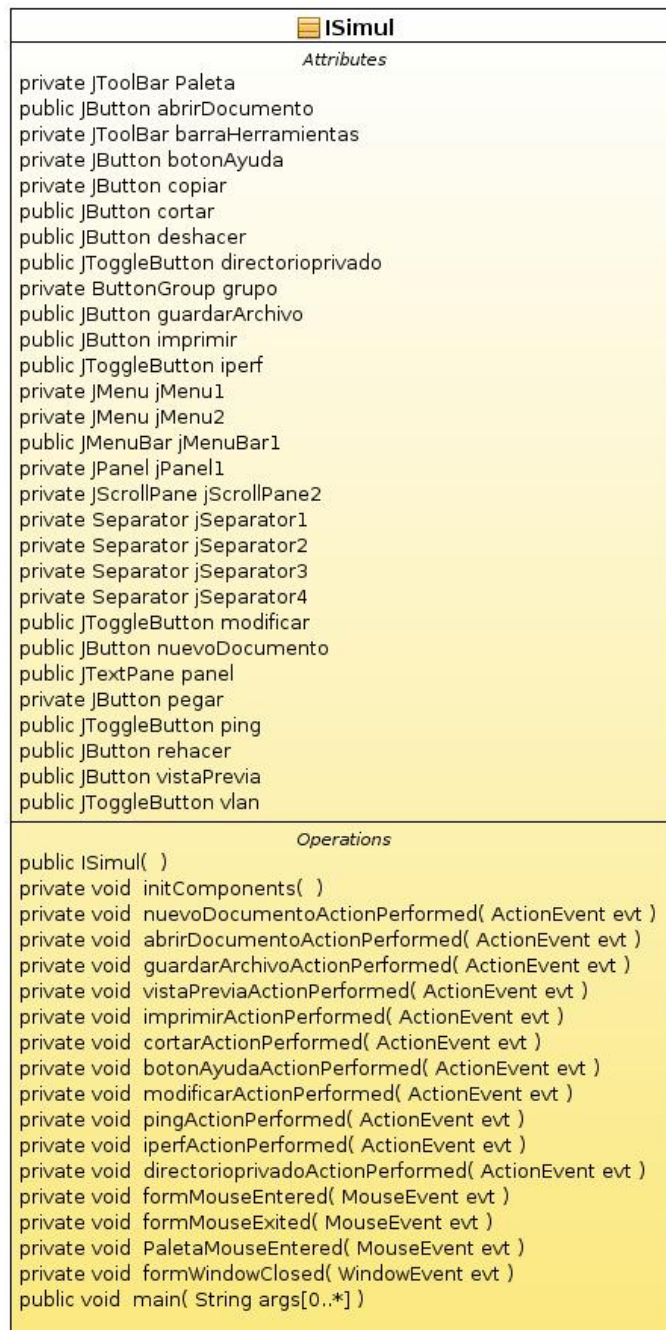 ISimul
Attributes
private JToolBar Paleta
public JButton abrirDocumento
private JToolBar barraHerramientas
private JButton botonAyuda
private JButton copiar
public JButton cortar
public JButton deshacer
public JToggleButton directorioprivado
private ButtonGroup grupo
public JButton guardarArchivo
public JButton imprimir
public JToggleButton iperf
private JMenu jMenu1
private JMenu jMenu2
public JMenuBar jMenuBar1
private JPanel jPanel1
private JScrollPane jScrollPane2
private Separator jSeparator1
private Separator jSeparator2
private Separator jSeparator3
private Separator jSeparator4
public JToggleButton modificar
public JButton nuevoDocumento
public JTextPane panel
private JButton pegar
public JToggleButton ping
public JButton rehacer
public JButton vistaPrevia
public JToggleButton vlan
Operations
public ISimul(  )
private void  initComponents(  )
private void  nuevoDocumentoActionPerformed( ActionEvent evt )
private void  abrirDocumentoActionPerformed( ActionEvent evt )
private void  guardarArchivoActionPerformed( ActionEvent evt )
private void  vistaPreviaActionPerformed( ActionEvent evt )
private void  imprimirActionPerformed( ActionEvent evt )
private void  cortarActionPerformed( ActionEvent evt )
private void  botonAyudaActionPerformed( ActionEvent evt )
private void  modificarActionPerformed( ActionEvent evt )
private void  pingActionPerformed( ActionEvent evt )
private void  iperfActionPerformed( ActionEvent evt )
private void  directorioprivadoActionPerformed( ActionEvent evt )
private void  formMouseEntered( MouseEvent evt )
private void  formMouseExited( MouseEvent evt )
private void  PaletaMouseEntered( MouseEvent evt )
private void  formWindowClosed( WindowEvent evt )
public void  main( String args[0..*] )